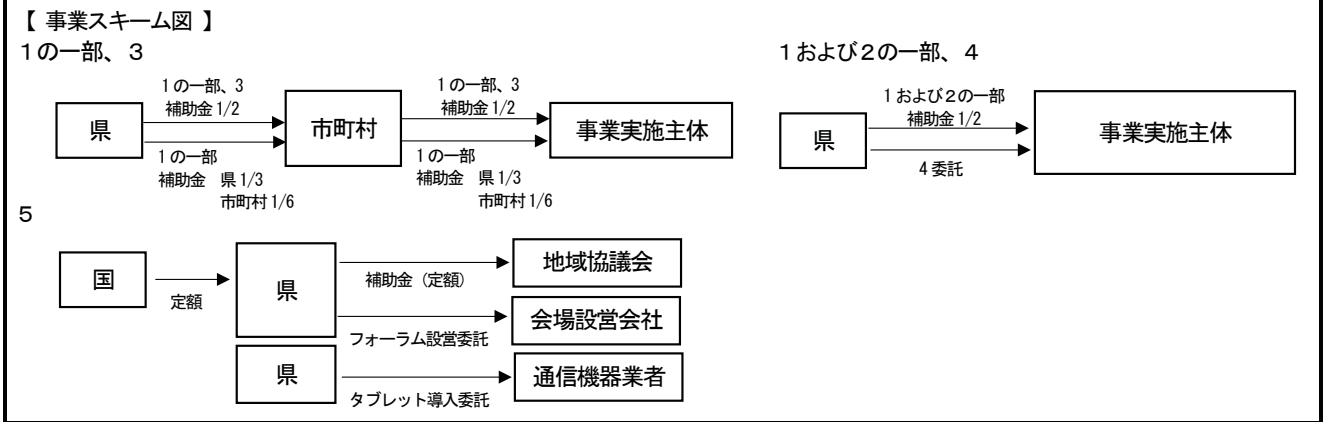 【 事業スキーム図 】
1の一部、3
1の一部、3
補助金 1/2
県
1の一部
補助金 県 1/3
市町村 1/6
市町村
1の一部、3
補助金 1/2
1の一部
補助金 県 1/3
市町村 1/6
事業実施主体
1および2の一部、4
県
1および2の一部
補助金 1/2
4 委託
事業実施主体
5
国
定額
県
補助金（定額）
地域協議会
フォーラム設営委託
会場設営会社
県
タブレット導入委託
通信機器業者